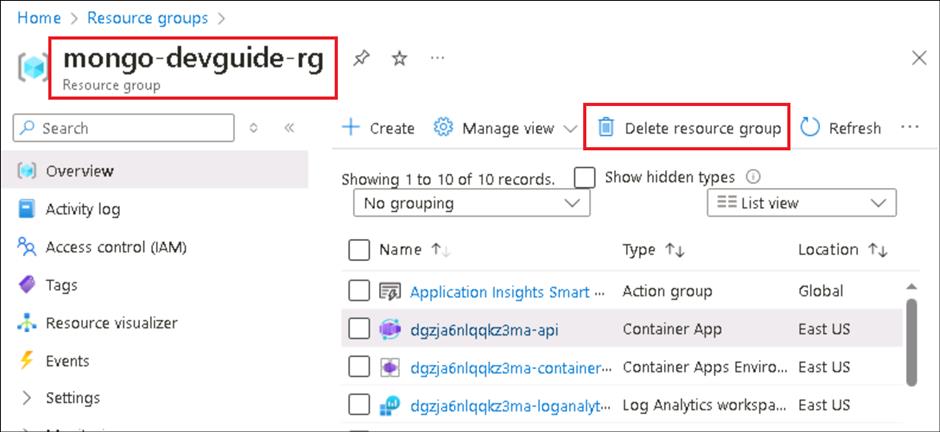 Home > Resource groups >
mongo-devguide-rg
Resource group
Search
Create Manage view Delete resource group Refresh
Overview
Activity log
Access control (IAM)
Tags
Resource visualizer
Events
Settings
Showing 1 to 10 of 10 records. Show hidden types
No grouping List view
Name Type Location
Application Insights Smart ... Action group Global
dgzja6nlqqkz3ma-api Container App East US
dgzja6nlqqkz3ma-container... Container Apps Enviro... East US
dgzja6nlqqkz3ma-loganalyt... Log Analytics workspa... East US